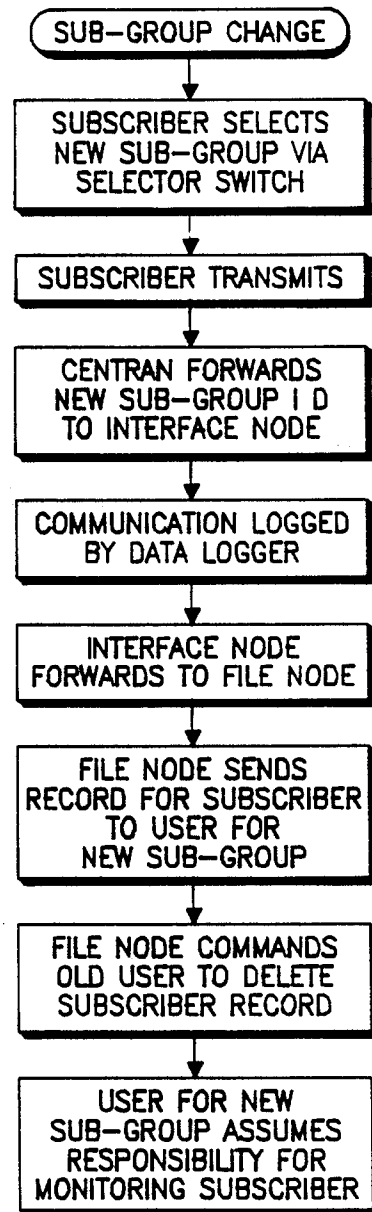 SUB-GROUP CHANGE
SUBSCRIBER SELECTS
NEW SUB-GROUP VIA
SELECTOR SWITCH
SUBSCRIBER TRANSMITS
CENTRAN FORWARDS
NEW SUB-GROUP I D
TO INTERFACE NODE
COMMUNICATION LOGGED
BY DATA LOGGER
INTERFACE NODE
FORWARDS TO FILE NODE
FILE NODE SENDS
RECORD FOR SUBSCRIBER
TO USER FOR
NEW SUB-GROUP
FILE NODE COMMANDS
OLD USER TO DELETE
SUBSCRIBER RECORD
USER FOR NEW
SUB-GROUP ASSUMES
RESPONSIBILITY FOR
MONITORING SUBSCRIBER